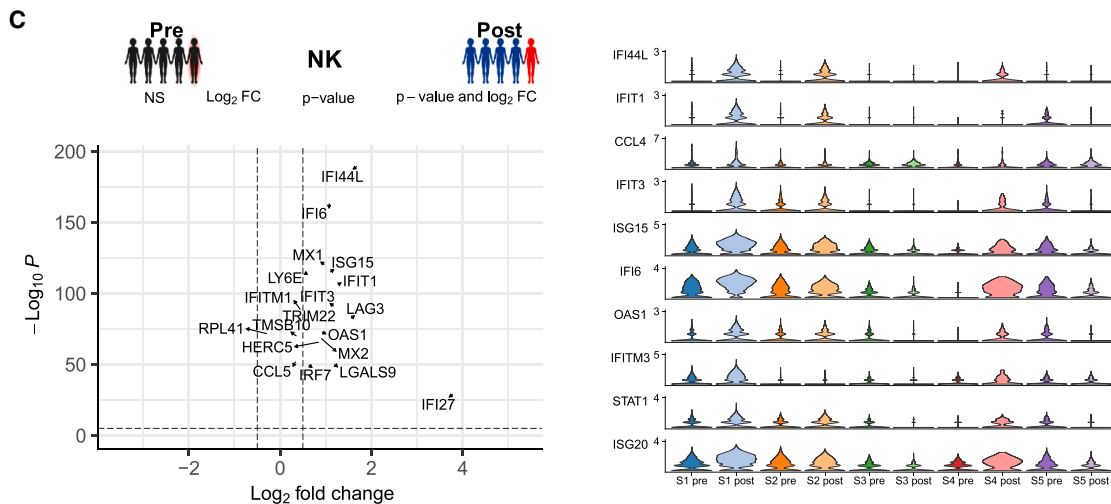 C
Pre
NK
Post
NS
Log2 FC
p-value
p – value and log2 FC
200
150
100
50
0
−Log10 P
−2
0
2
4
Log2 fold change
IFI44L
IFI6
MX1
ISG15
LY6E
IFIT1
IFITM1
IFIT3
LAG3
TRIM22
TMSB10
RPL41
OAS1
HERC5
MX2
CCL5
IRF7
LGALS9
IFI27
IFI44L 3
IFIT1 3
CCL4 7
IFIT3 3
ISG15 5
IFI6 4
OAS1 3
IFITM3 5
STAT1 4
ISG20 4
S1 pre S1 post S2 pre S2 post S3 pre S3 post S4 pre S4 post S5 pre S5 post